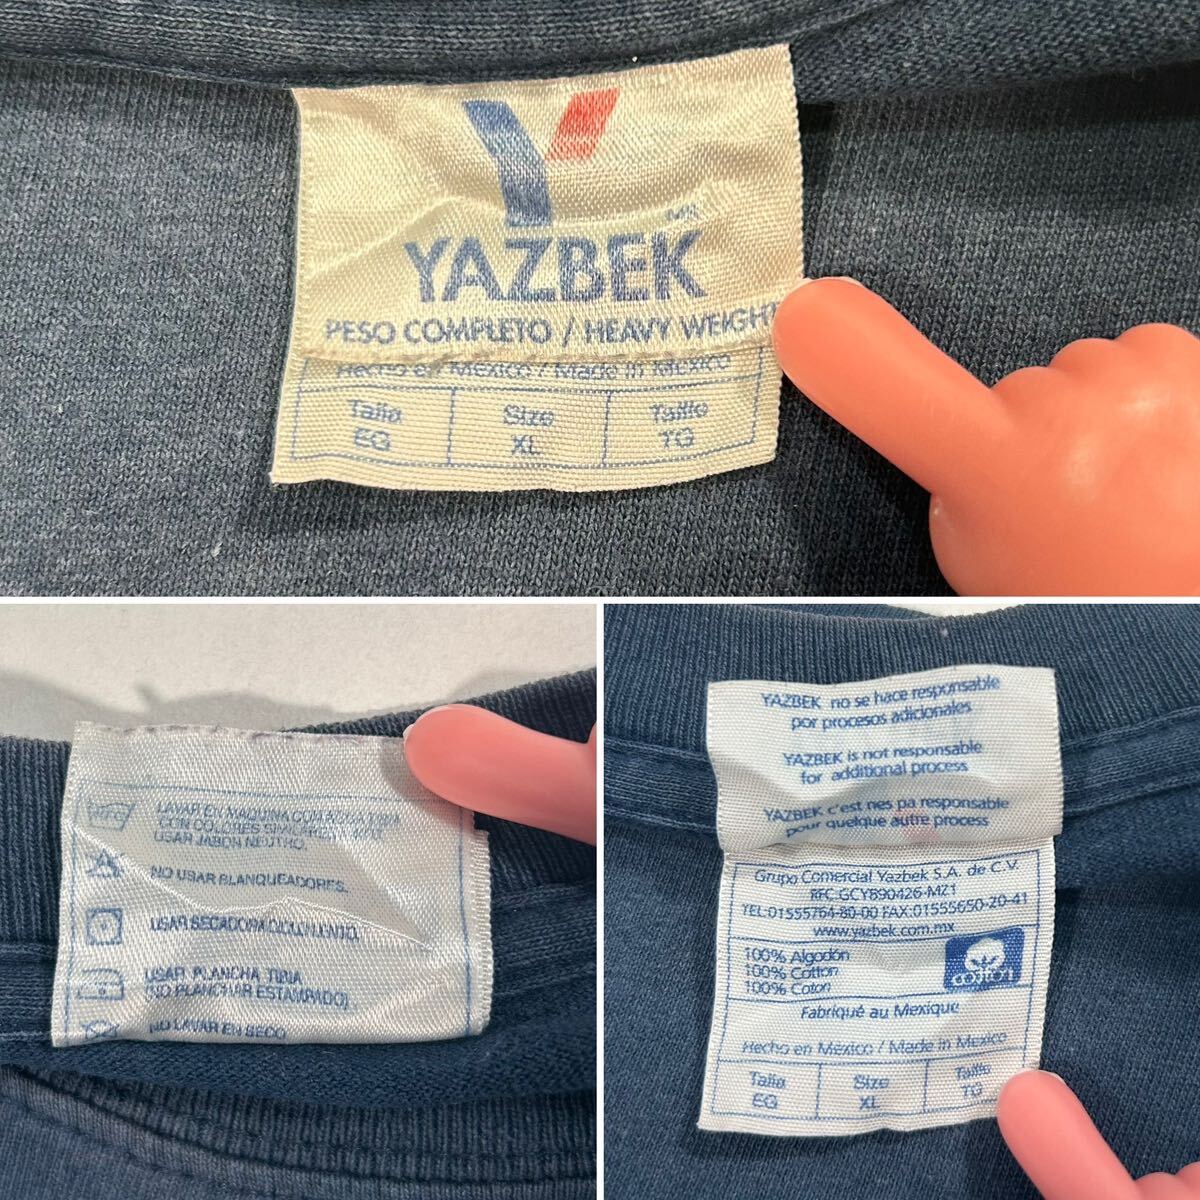 MR
YAZBEK
PESO COMPLETO / HEAVY WEIGHT
Hecho en Mexico / Made in Mexico
Talla Size Taille
EG XL TG
LAVAR EN MAQUINA CON AGUA TIBIA
CON COLORES SIMILARES
USAR JABON NEUTRO.
NO USAR BLANQUEADORES.
USAR SECADORA CICLO LENTO.
USAR PLANCHA TIBIA
(NO PLANCHAR ESTAMPADO).
NO LAVAR EN SECO
YAZBEK no se hace responsable
por procesos adicionales
YAZBEK is not responsable
for additional process
YAZBEK c'est nes pa responsable
pour quelque autre process
Grupo Comercial Yazbek S.A. de C.V.
RFC:GCY890426-MZ1
TEL:01555764-80-00 FAX:01555650-20-41
www.yazbek.com.mx
100% Algodón
100% Cotton
100% Coton
cotton
Fabriqué au Mexique
Hecho en México / Made in Mexico
Talla Size Taille
EG XL TG